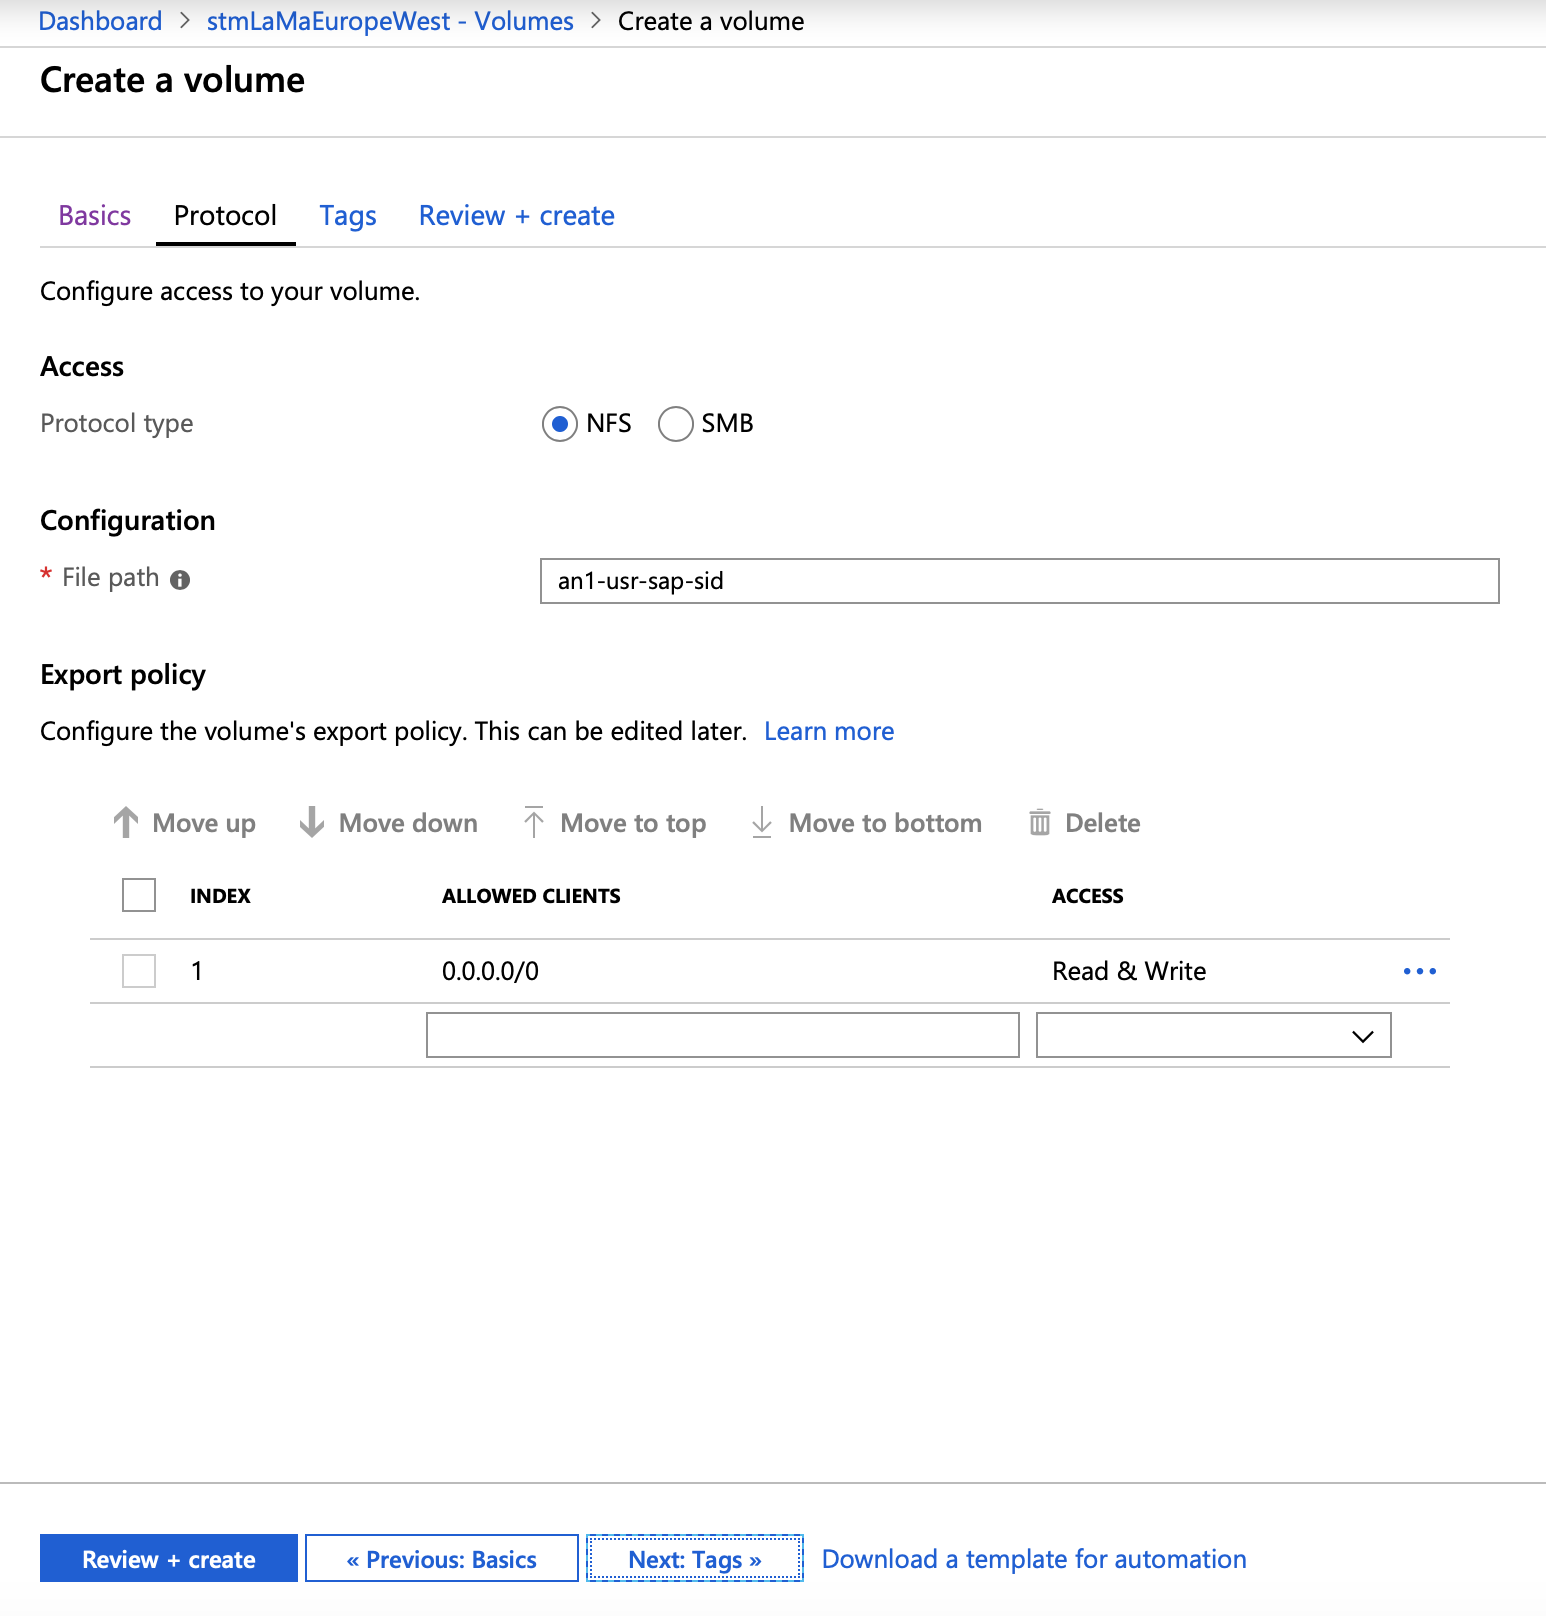 Dashboard > stmLaMaEuropeWest - Volumes > Create a volume
Create a volume
Basics Protocol Tags Review + create
Configure access to your volume.
Access
Protocol type NFS SMB
Configuration
* File path an1-usr-sap-sid
Export policy
Configure the volume's export policy. This can be edited later. Learn more
Move up Move down Move to top Move to bottom Delete
INDEX ALLOWED CLIENTS ACCESS
1 0.0.0.0/0 Read & Write
Review + create « Previous: Basics Next: Tags » Download a template for automation